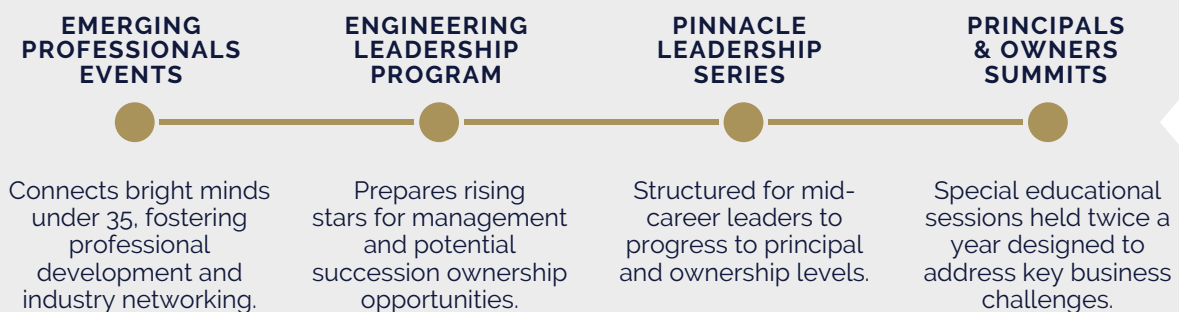 EMERGING
PROFESSIONALS
EVENTS
Connects bright minds
under 35, fostering
professional
development and
industry networking.
ENGINEERING
LEADERSHIP
PROGRAM
Prepares rising
stars for management
and potential
succession ownership
opportunities.
PINNACLE
LEADERSHIP
SERIES
Structured for mid-
career leaders to
progress to principal
and ownership levels.
PRINCIPALS
& OWNERS
SUMMITS
Special educational
sessions held twice a
year designed to
address key business
challenges.